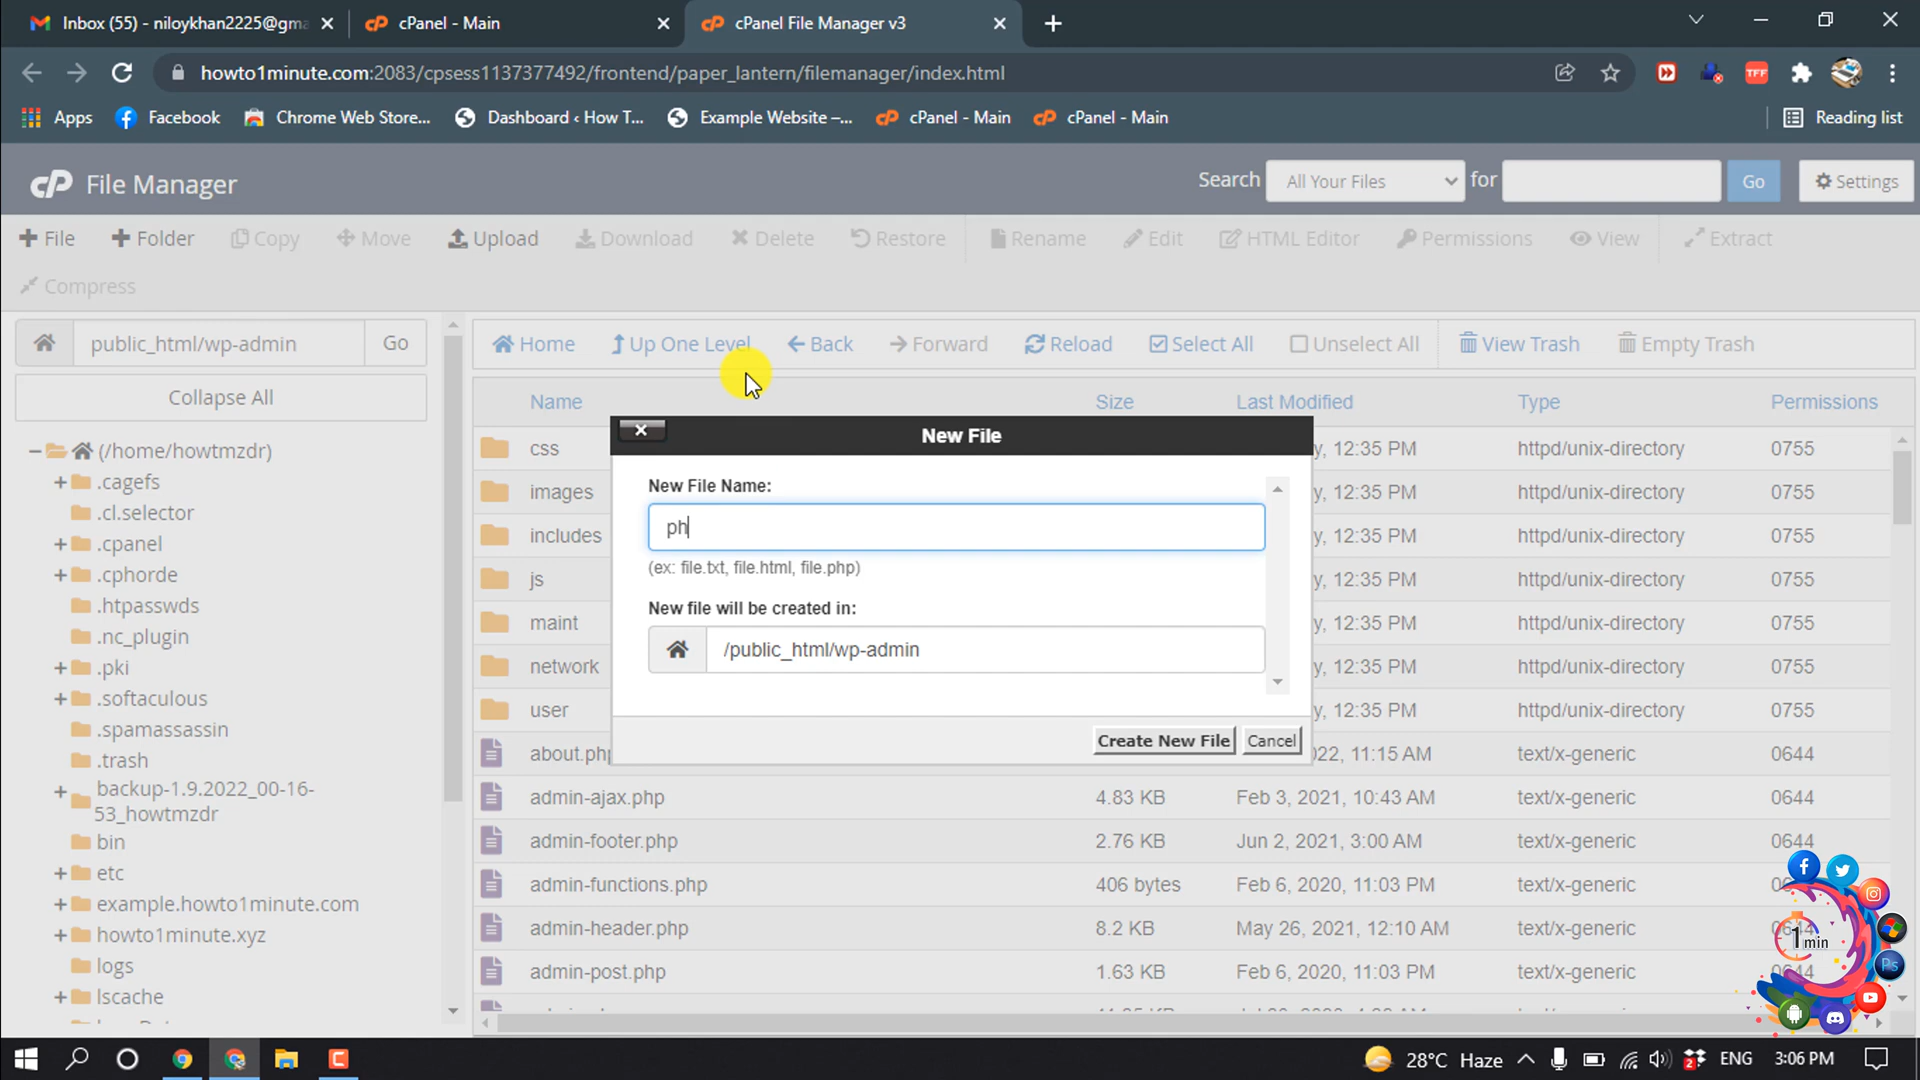 Inbox (55) - niloykhan2225@gma
cPanel - Main
cPanel File Manager v3
howto1minute.com:2083/cpsess1137377492/frontend/paper_lantern/filemanager/index.html
Apps
Facebook
Chrome Web Store...
Dashboard ‹ How T...
Example Website –...
cPanel - Main
cPanel - Main
Reading list
cP File Manager
Search
All Your Files
for
Go
Settings
File
Folder
Copy
Move
Upload
Download
Delete
Restore
Rename
Edit
HTML Editor
Permissions
View
Extract
Compress
public_html/wp-admin
Go
Collapse All
(/home/howtmzdr)
.cagefs
.cl.selector
.cpanel
.cphorde
.htpasswds
.nc_plugin
.pki
.softaculous
.spamassassin
.trash
backup-1.9.2022_00-16-
53_howtmzdr
bin
etc
example.howto1minute.com
howto1minute.xyz
logs
lscache
Home
Up One Level
Back
Forward
Reload
Select All
Unselect All
View Trash
Empty Trash
Name Size Last Modified Type Permissions
css y, 12:35 PM httpd/unix-directory 0755
images y, 12:35 PM httpd/unix-directory 0755
includes y, 12:35 PM httpd/unix-directory 0755
js y, 12:35 PM httpd/unix-directory 0755
maint y, 12:35 PM httpd/unix-directory 0755
network y, 12:35 PM httpd/unix-directory 0755
user y, 12:35 PM httpd/unix-directory 0755
about.php 022, 11:15 AM text/x-generic 0644
admin-ajax.php 4.83 KB Feb 3, 2021, 10:43 AM text/x-generic 0644
admin-footer.php 2.76 KB Jun 2, 2021, 3:00 AM text/x-generic 0644
admin-functions.php 406 bytes Feb 6, 2020, 11:03 PM text/x-generic
admin-header.php 8.2 KB May 26, 2021, 12:10 AM text/x-generic
admin-post.php 1.63 KB Feb 6, 2020, 11:03 PM text/x-generic 0644
New File
New File Name:
ph
(ex: file.txt, file.html, file.php)
New file will be created in:
/public_html/wp-admin
Create New File
Cancel
1 min
Ps
28°C Haze
2
ENG
3:06 PM